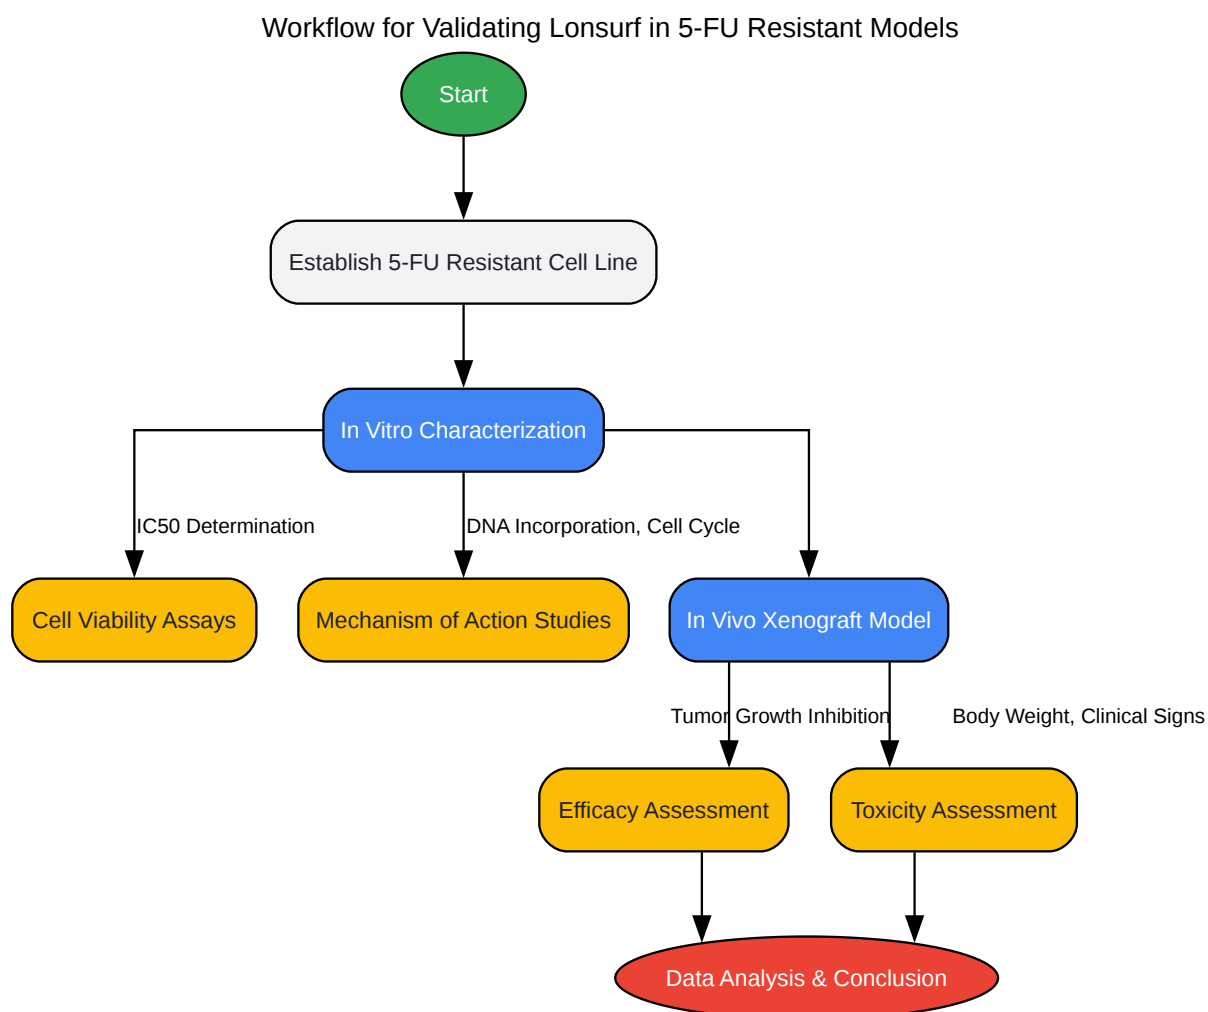 Workflow for Validating Lonsurf in 5-FU Resistant Models
Start
Establish 5-FU Resistant Cell Line
In Vitro Characterization
IC50 Determination
DNA Incorporation, Cell Cycle
Cell Viability Assays
Mechanism of Action Studies
In Vivo Xenograft Model
Tumor Growth Inhibition
Body Weight, Clinical Signs
Efficacy Assessment
Toxicity Assessment
Data Analysis & Conclusion